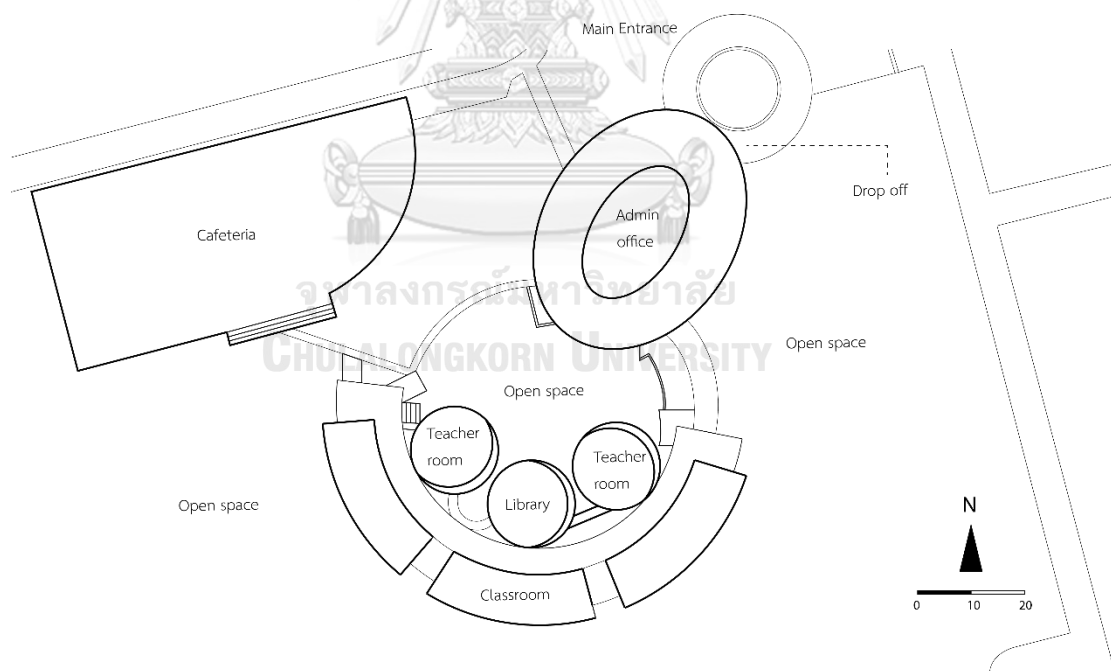 Main Entrance
Drop off
Admin
office
Cafeteria
จุฬาลงกรณ์มหาวิทยาลัย
CHULALONGKORN UNIVERSITY
Open space
Open space
Teacher
room
Teacher
room
Library
Open space
Classroom
N
0 10 20